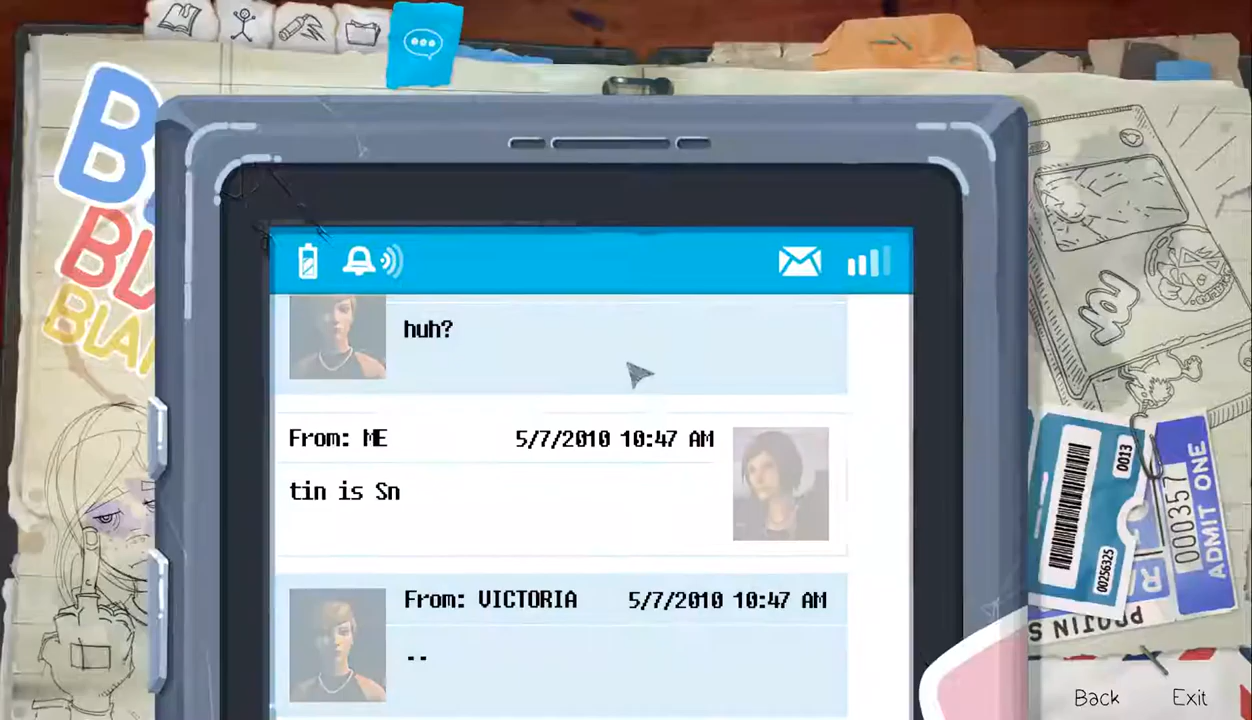 huh?
From: ME 5/7/2010 10:47 AM
tin is Sn
From: VICTORIA 5/7/2010 10:47 AM
--
0013
00256325
000357
ADMIT ONE
R
Back Exit